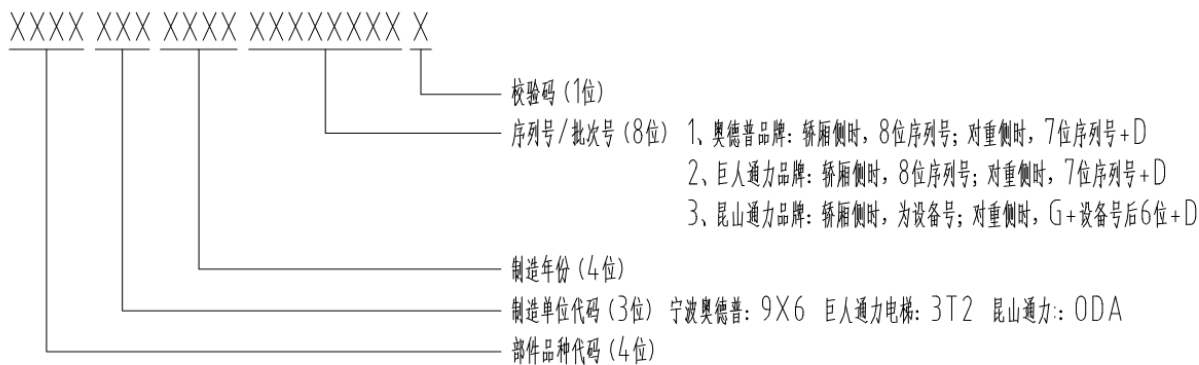 XXXX XXX XXXX XXXXXXXX X
校验码(1位)
序列号/批次号(8位) 1、奥德普品牌:轿厢侧时,8位序列号;对重侧时,7位序列号+D
2、巨人通力品牌:轿厢侧时,8位序列号;对重侧时,7位序列号+D
3、昆山通力品牌:轿厢侧时,为设备号;对重侧时,G+设备号后6位+D
制造年份(4位)
制造单位代码(3位) 宁波奥德普:9X6 巨人通力电梯:3T2 昆山通力::0DA
部件品种代码(4位)